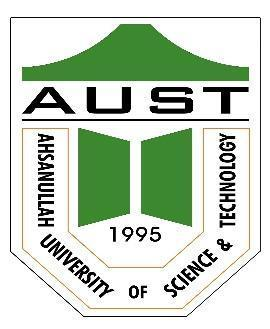 AUST
1995
AHSANULLAH UNIVERSITY OF SCIENCE & TECHNOLOGY